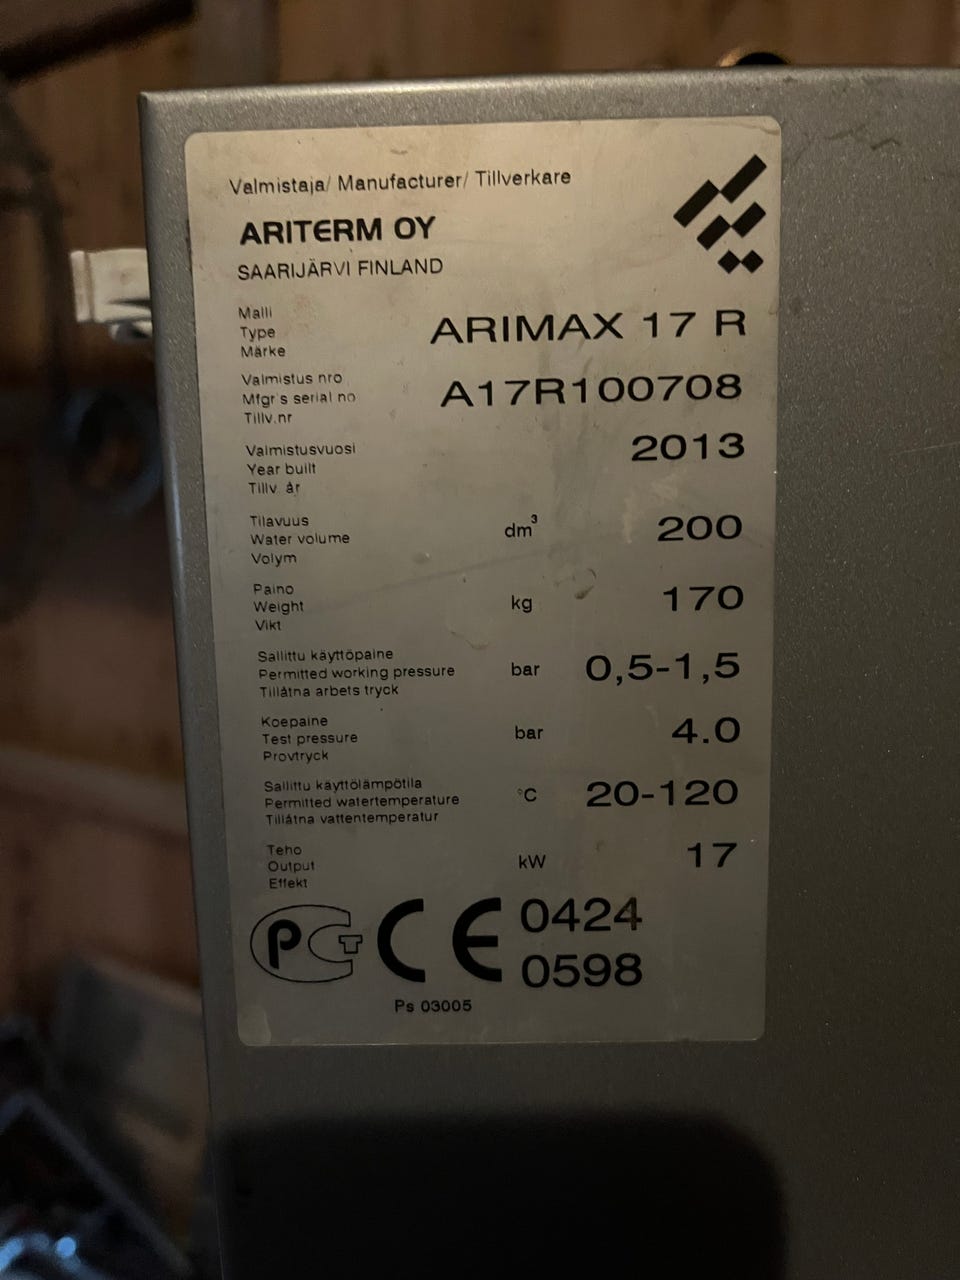 Valmistaja/ Manufacturer/ Tillverkare
ARITERM OY
SAARIJÄRVI FINLAND
Malli
Type
Märke
ARIMAX 17 R
Valmistus nro
Mfgr's serial no
Tillv.nr
A17R100708
Valmistusvuosi
Year built
Tillv. år
2013
Tilavuus
Water volume
Volym
dm³ 200
Paino
Weight
Vikt
kg 170
Sallittu käyttöpaine
Permitted working pressure
Tillåtna arbets tryck
bar 0,5-1,5
Koepaine
Test pressure
Provtryck
bar 4.0
Sallittu käyttölämpötila
Permitted watertemperature
Tillåtna vattentemperatur
°C 20-120
Teho
Output
Effekt
kW 17
PCT CE 0424
0598
Ps 03005